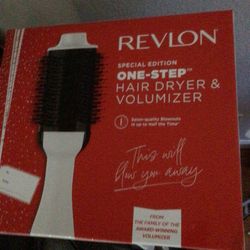 REVLON
SPECIAL EDITION
ONE-STEP™
HAIR DRYER &
VOLUMIZER
Salon-quality Blowouts
in up to Half the Time*
This will
blow you away
FROM
THE FAMILY OF THE
AWARD-WINNING
VOLUMIZER